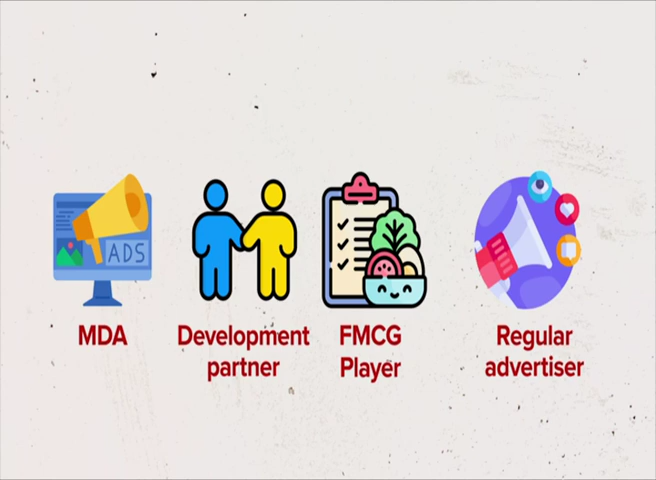 ADS
MDA
Development
partner
FMCG
Player
Regular
advertiser